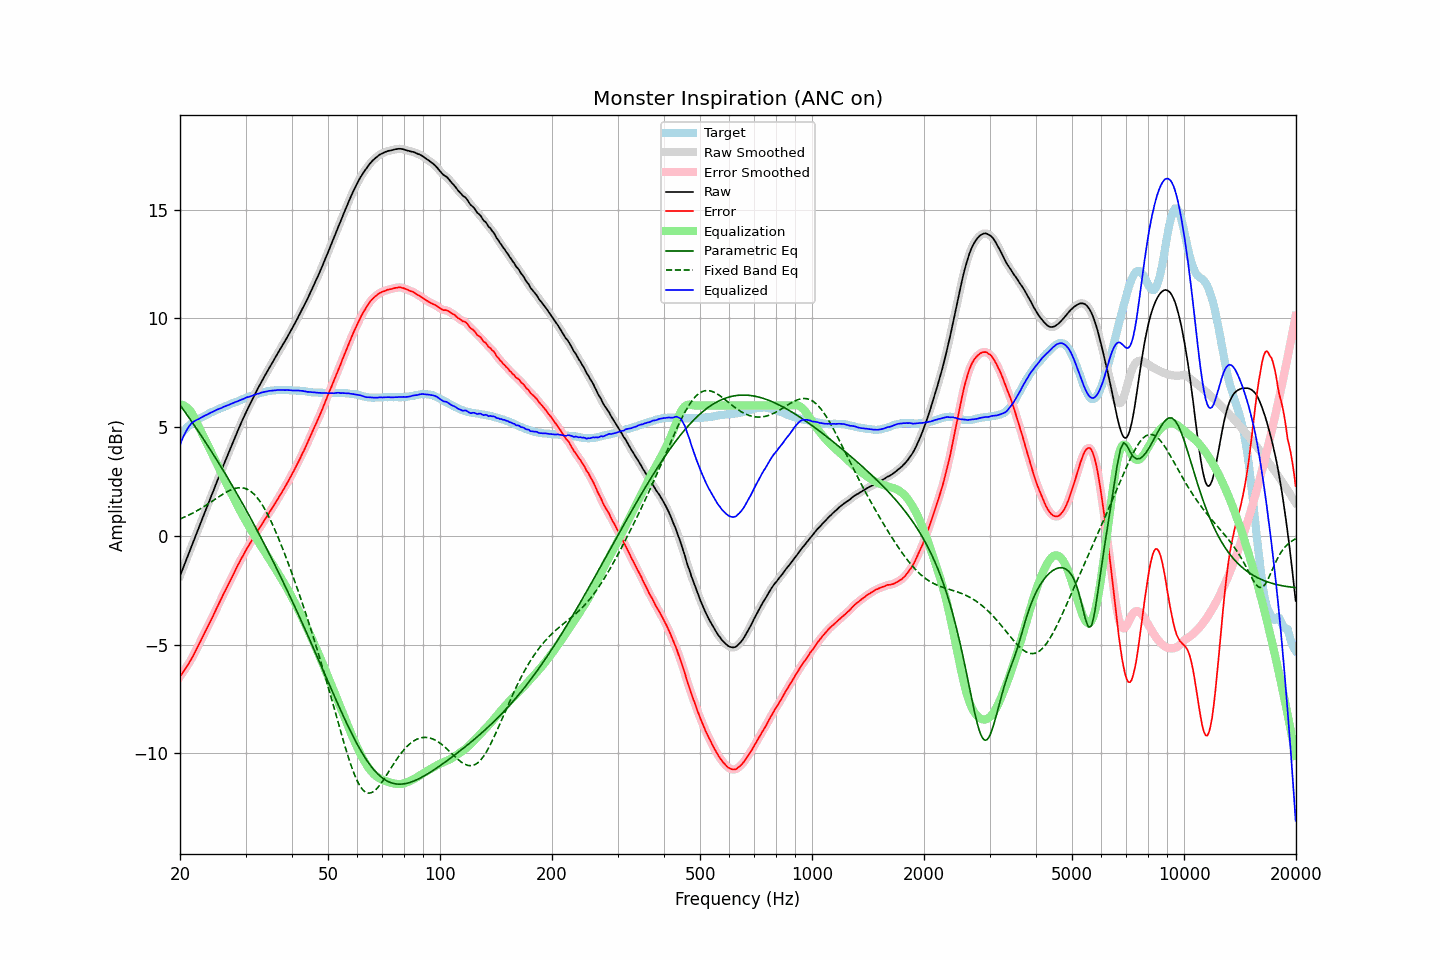 Monster Inspiration (ANC on)
Target
Raw Smoothed
Error Smoothed
Raw
Error
Equalization
Parametric Eq
Fixed Band Eq
Equalized
Amplitude (dBr)
15
10
5
0
−5
−10
20
50
100
200
500
1000
2000
5000
10000
20000
Frequency (Hz)